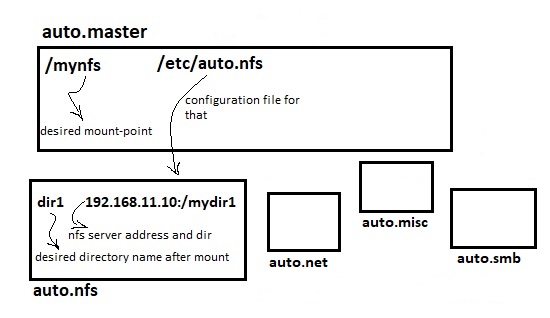 auto.master
/mynfs /etc/auto.nfs
configuration file for
that
desired mount-point
dir1 192.168.11.10:/mydir1
nfs server address and dir
desired directory name after mount
auto.nfs
auto.net
auto.misc
auto.smb